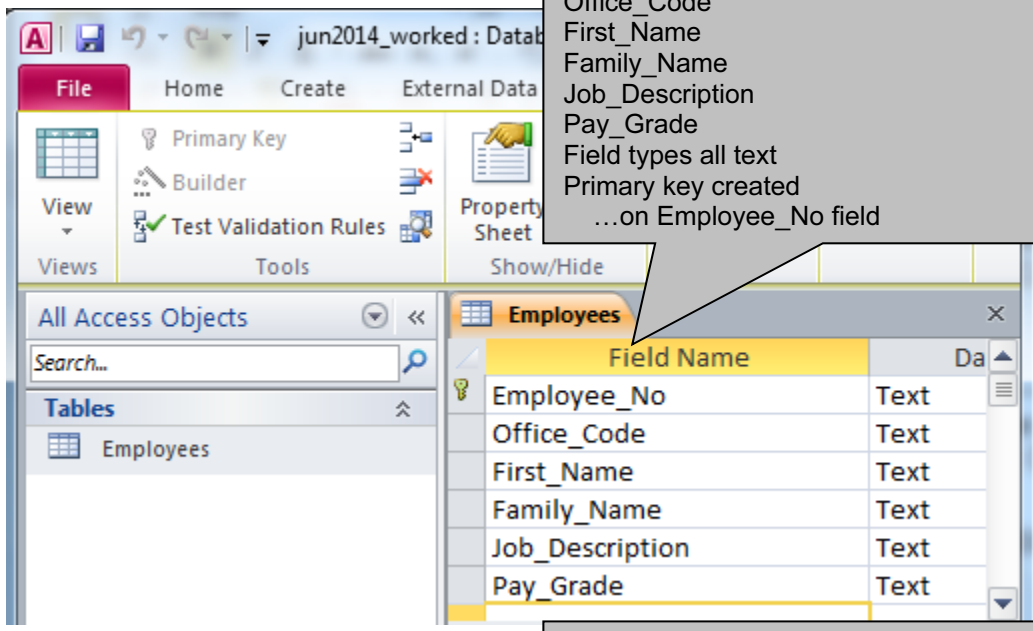 jun2014_worked : Datab
File Home Create External Data
View
Primary Key
Builder
Test Validation Rules
Property
Sheet
Views Tools Show/Hide
Office_Code
First_Name
Family_Name
Job_Description
Pay_Grade
Field types all text
Primary key created
…on Employee_No field
All Access Objects
Search...
Tables
Employees
Employees
Field Name Da
Employee_No Text
Office_Code Text
First_Name Text
Family_Name Text
Job_Description Text
Pay_Grade Text